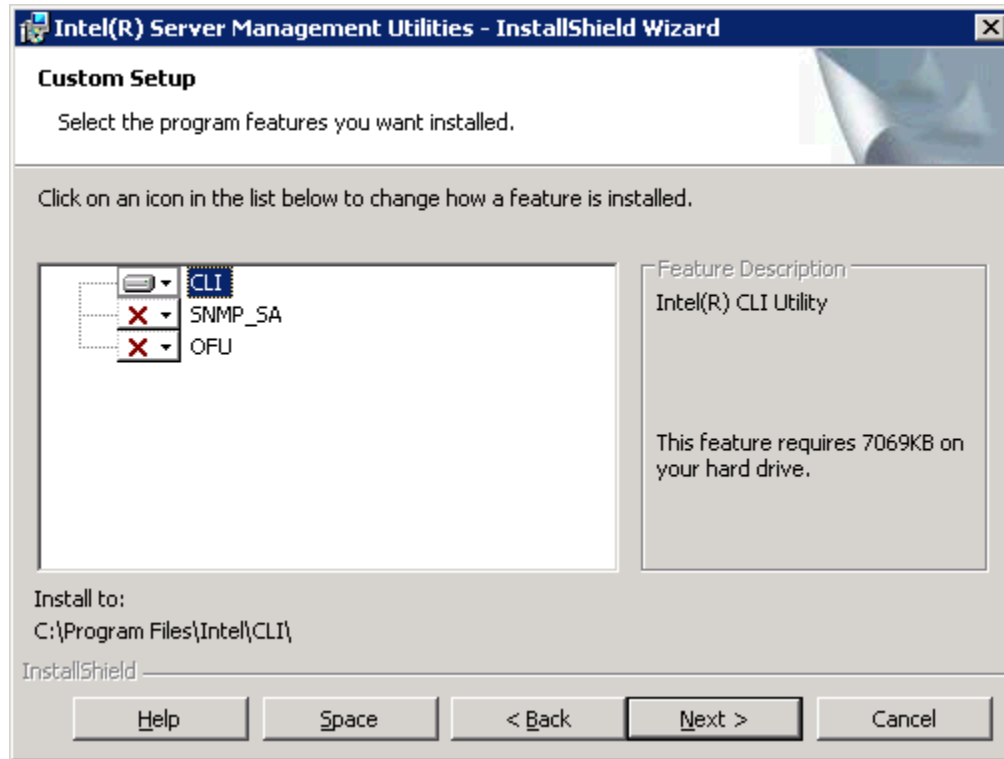 Intel(R) Server Management Utilities - InstallShield Wizard
Custom Setup
Select the program features you want installed.
Click on an icon in the list below to change how a feature is installed.
CLI
SNMP_SA
OFU
Feature Description
Intel(R) CLI Utility
This feature requires 7069KB on
your hard drive.
Install to:
C:\Program Files\Intel\CLI\
InstallShield
Help
Space
< Back
Next >
Cancel